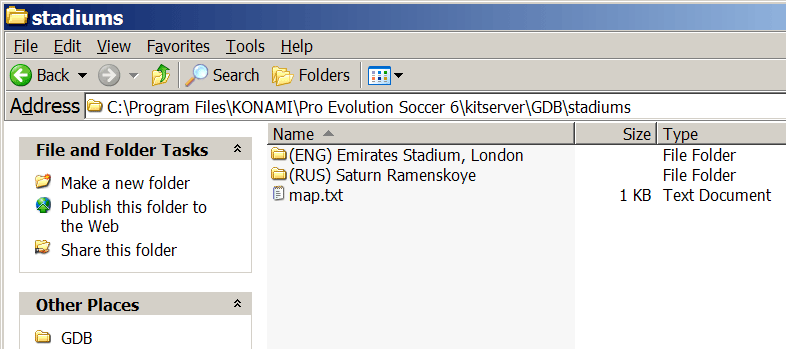 stadiums
File Edit View Favorites Tools Help
Back Search Folders
Address C:\Program Files\KONAMI\Pro Evolution Soccer 6\kitserver\GDB\stadiums
File and Folder Tasks
Make a new folder
Publish this folder to
the Web
Share this folder
Other Places
GDB
Name Size Type
(ENG) Emirates Stadium, London File Folder
(RUS) Saturn Ramenskoye File Folder
map.txt 1 KB Text Document